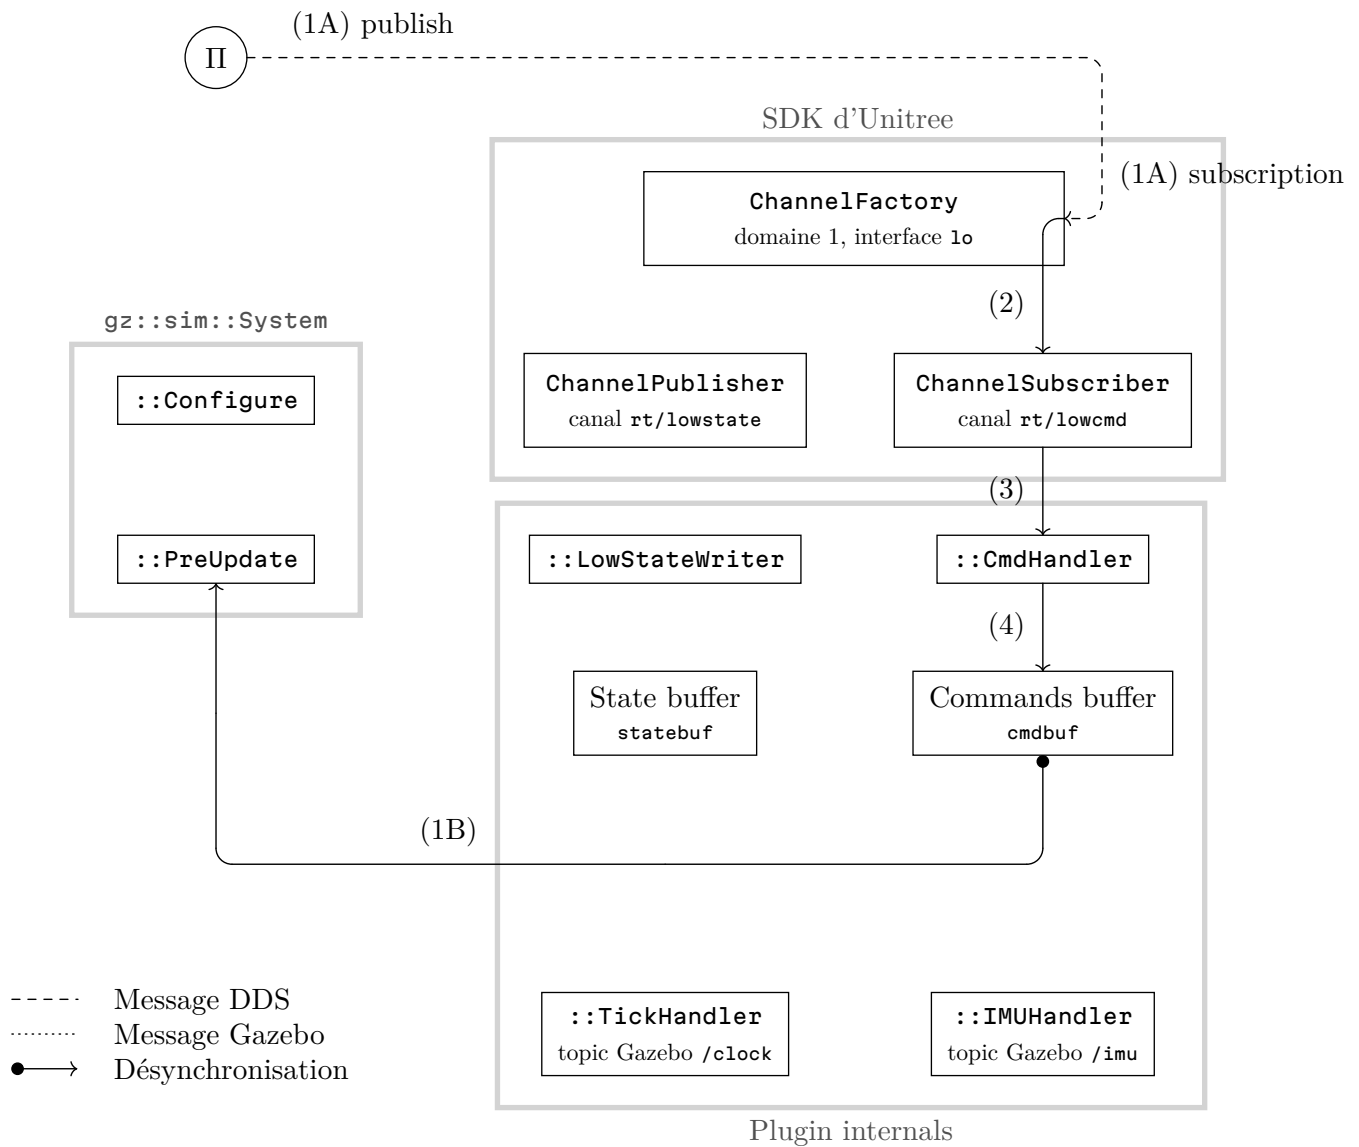 (1A) publish
Π
SDK d'Unitree
(1A) subscription
ChannelFactory
domaine 1, interface lo
(2)
gz::sim::System
::Configure
ChannelPublisher
canal rt/lowstate
ChannelSubscriber
canal rt/lowcmd
(3)
::PreUpdate
::LowStateWriter
::CmdHandler
(4)
State buffer
statebuf
Commands buffer
cmdbuf
(1B)
Message DDS
Message Gazebo
Désynchronisation
::TickHandler
topic Gazebo /clock
::IMUHandler
topic Gazebo /imu
Plugin internals